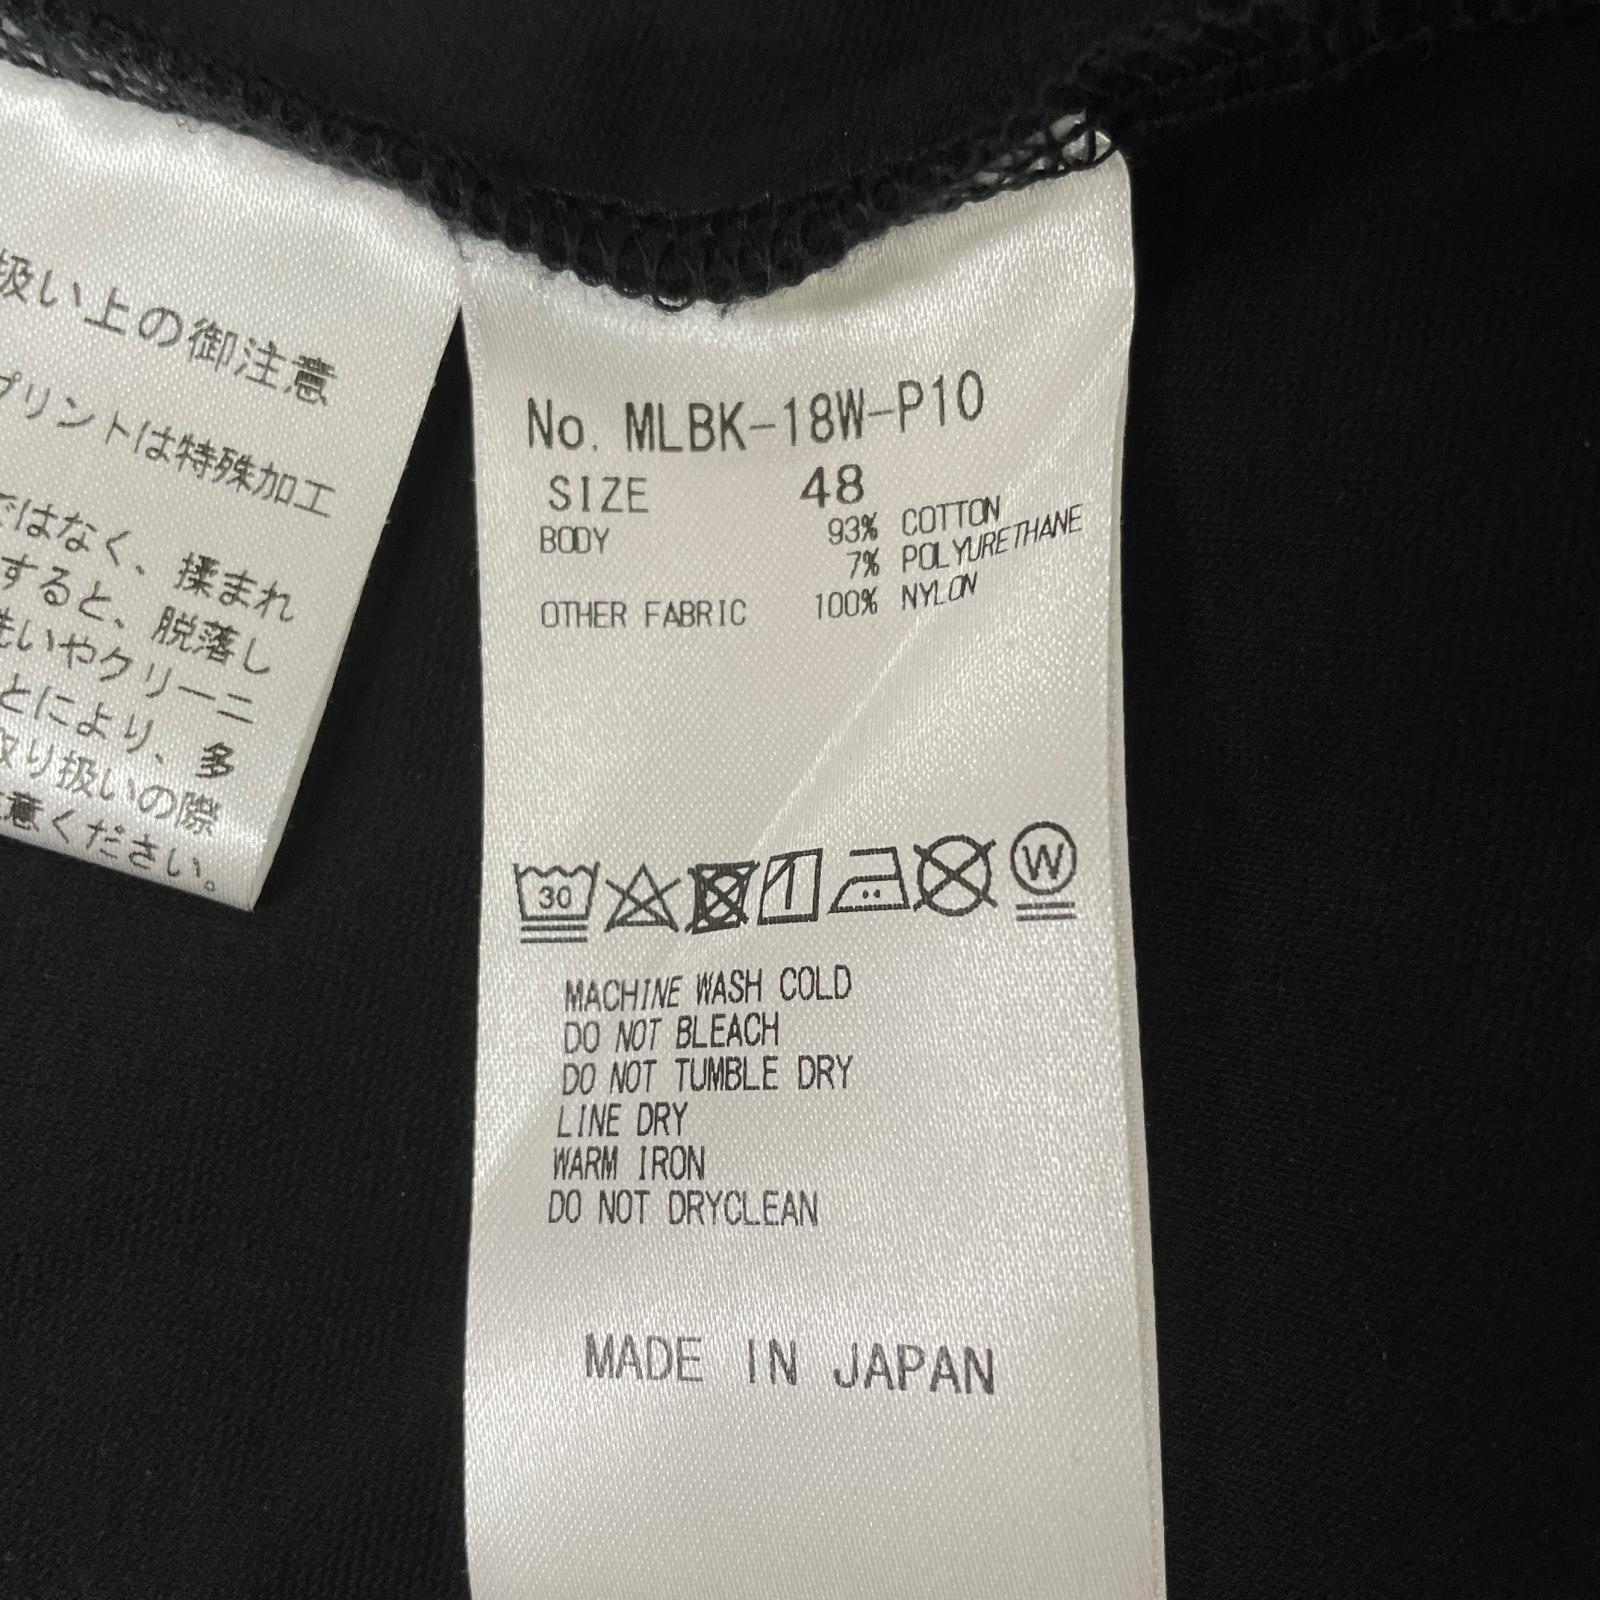 扱い上の御注意
プリントは特殊加工
ではなく、揉まれ
すると、脱落し
洗いやクリーニ
とにより、多
取り扱いの際
注意ください。
No. MLBK-18W-P10
SIZE 48
BODY 93% COTTON
7% POLYURETHANE
OTHER FABRIC 100% NYLON
30
W
MACHINE WASH COLD
DO NOT BLEACH
DO NOT TUMBLE DRY
LINE DRY
WARM IRON
DO NOT DRYCLEAN
MADE IN JAPAN